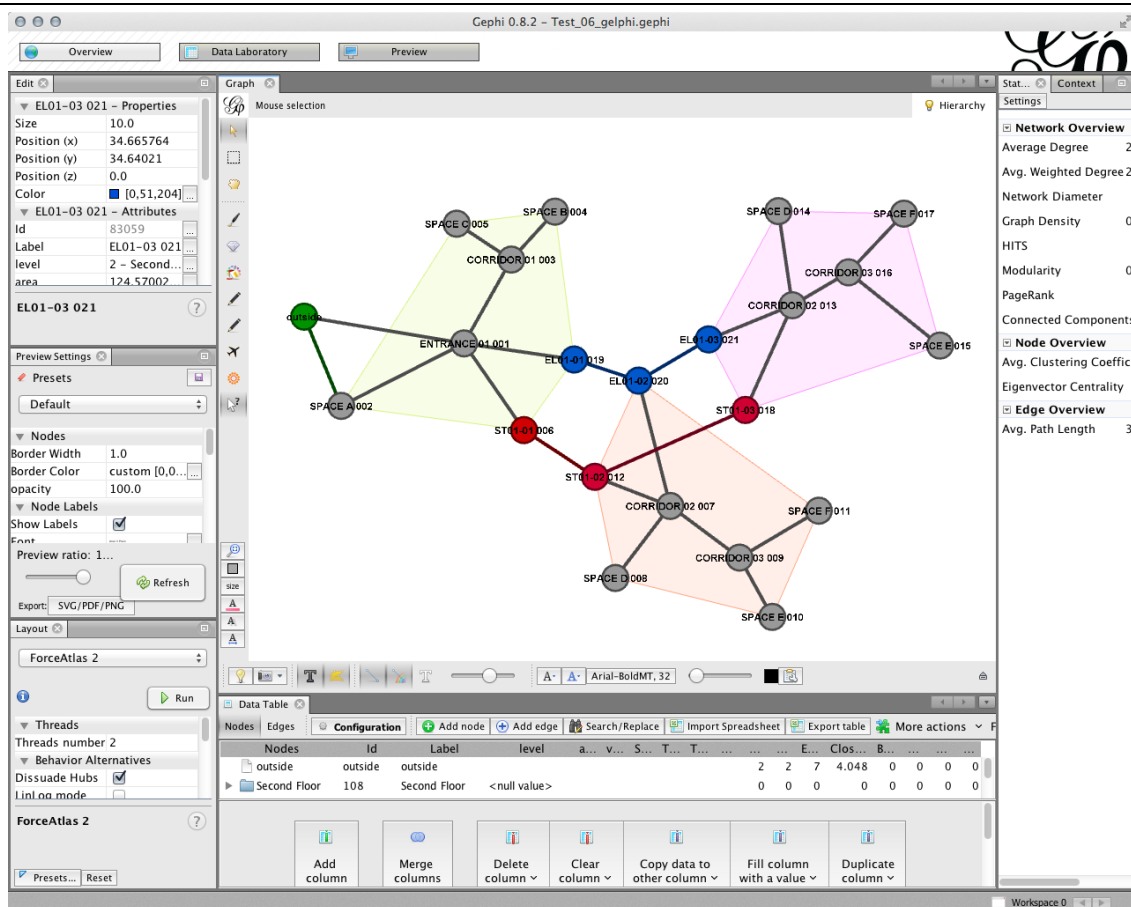 Gephi 0.8.2 – Test_06_gelphi.gephi
Overview
Data Laboratory
Preview
Edit
EL01-03 021 – Properties
Size 10.0
Position (x) 34.665764
Position (y) 34.64021
Position (z) 0.0
Color [0,51,204] ...
EL01-03 021 – Attributes
Id 83059 ...
Label EL01-03 021 ...
level 2 – Second... ...
area 124.57002 ...
EL01-03 021
?
Preview Settings
Presets
Default
Nodes
Border Width 1.0
Border Color custom [0,0... ...
opacity 100.0
Node Labels
Show Labels
Font
Preview ratio: 1...
Refresh
Export: SVG/PDF/PNG
Layout
ForceAtlas 2
Run
Threads
Threads number 2
Behavior Alternatives
Dissuade Hubs
LinLog mode
ForceAtlas 2
?
Presets... Reset
Graph
Mouse selection
Hierarchy
size
SPACE C 005
SPACE B 004
CORRIDOR 01 003
outside
ENTRANCE 01 001
SPACE A 002
EL01-01 019
EL01-02 020
EL01-03 021
ST01-01 006
ST01-02 012
ST01-03 018
SPACE D 014
SPACE F 017
CORRIDOR 03 016
CORRIDOR 02 013
SPACE E 015
CORRIDOR 02 007
SPACE F 011
CORRIDOR 03 009
SPACE D 008
SPACE E 010
T
T
A- A- Arial-BoldMT, 32
Data Table
Nodes Edges Configuration Add node Add edge Search/Replace Import Spreadsheet Export table More actions F
Nodes Id Label level a... v... S... T... T... ... ... ... E... Clos... B... ... ... ...
outside outside outside 2 2 7 4.048 0 0 0 0
Second Floor 108 Second Floor <null value> 0 0 0 0 0 0 0 0
Add column
Merge columns
Delete column
Clear column
Copy data to other column
Fill column with a value
Duplicate column
Stat... Context
Settings
Network Overview
Average Degree 2
Avg. Weighted Degree 2
Network Diameter
Graph Density 0
HITS
Modularity 0
PageRank
Connected Components
Node Overview
Avg. Clustering Coeffic
Eigenvector Centrality
Edge Overview
Avg. Path Length 3
Workspace 0